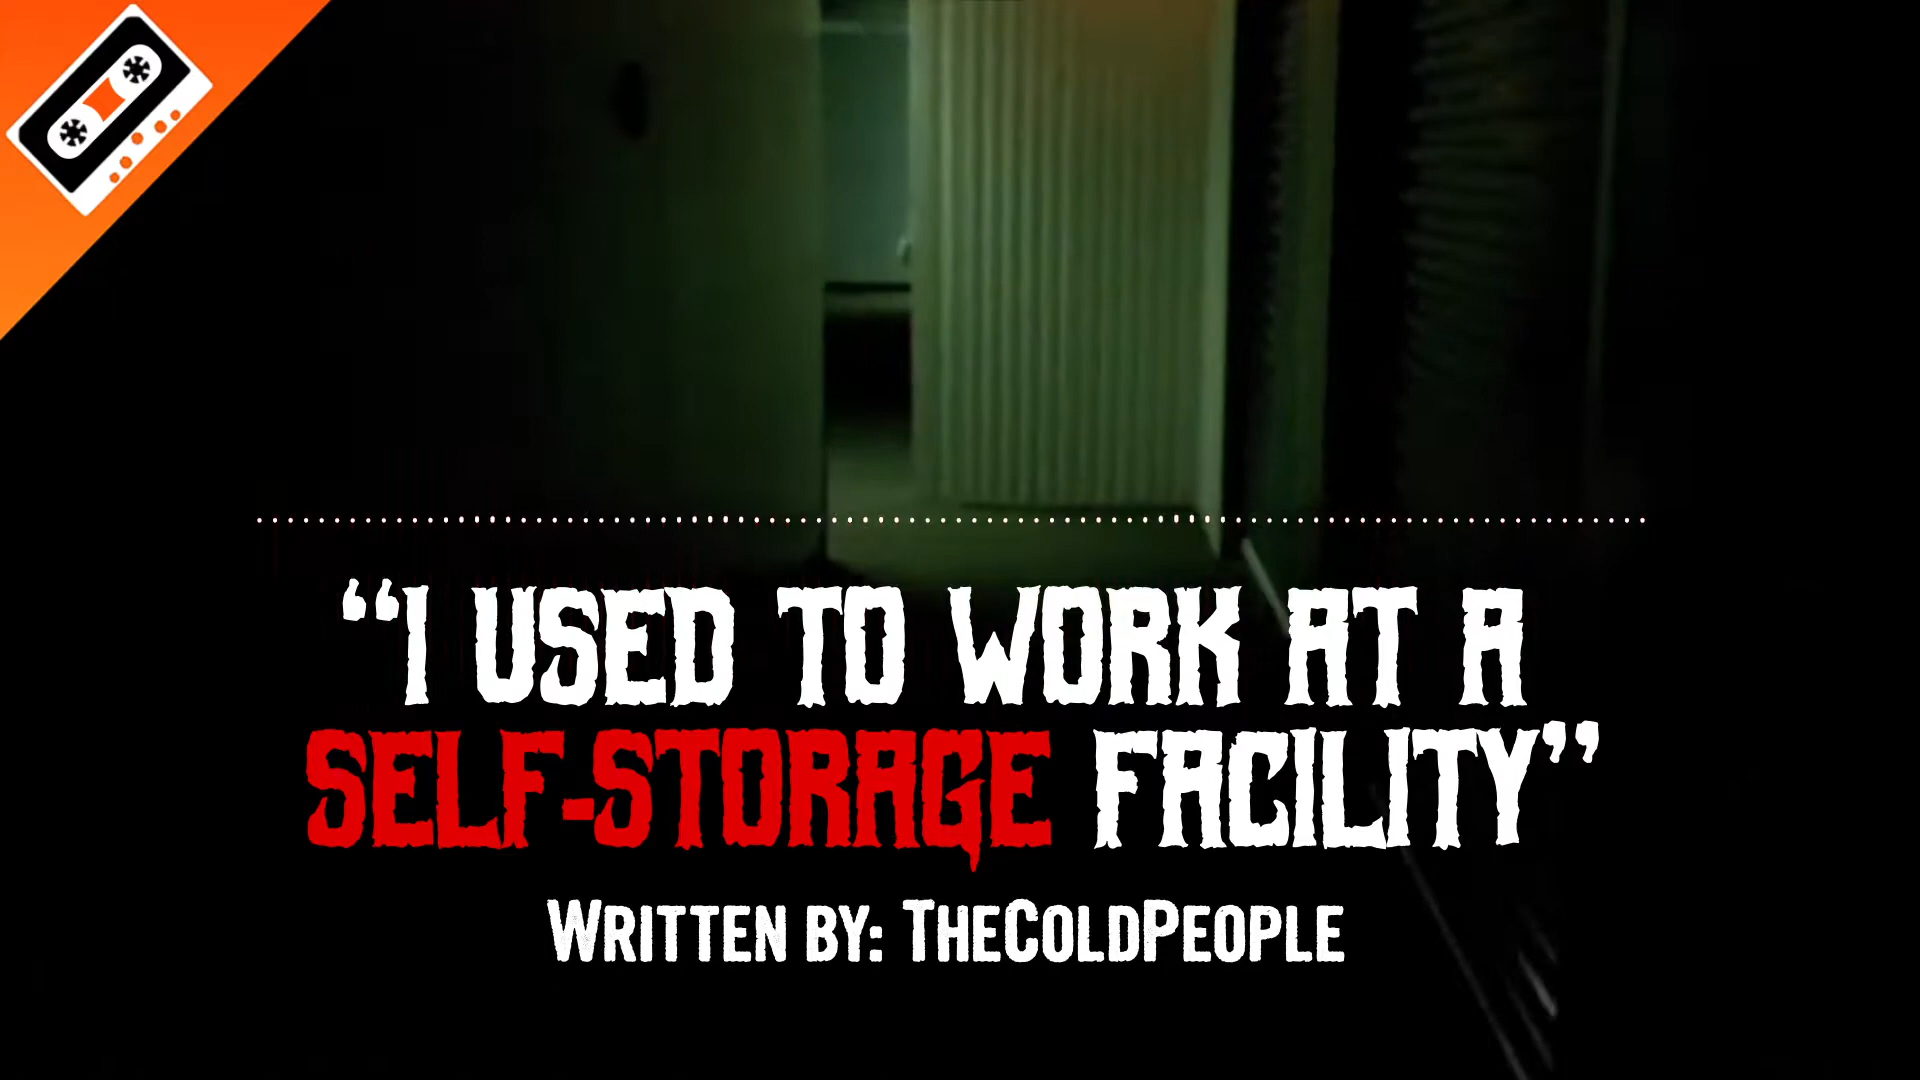 “I USED TO WORK AT A
SELF-STORAGE FACILITY”
WRITTEN BY: THECOLDPEOPLE